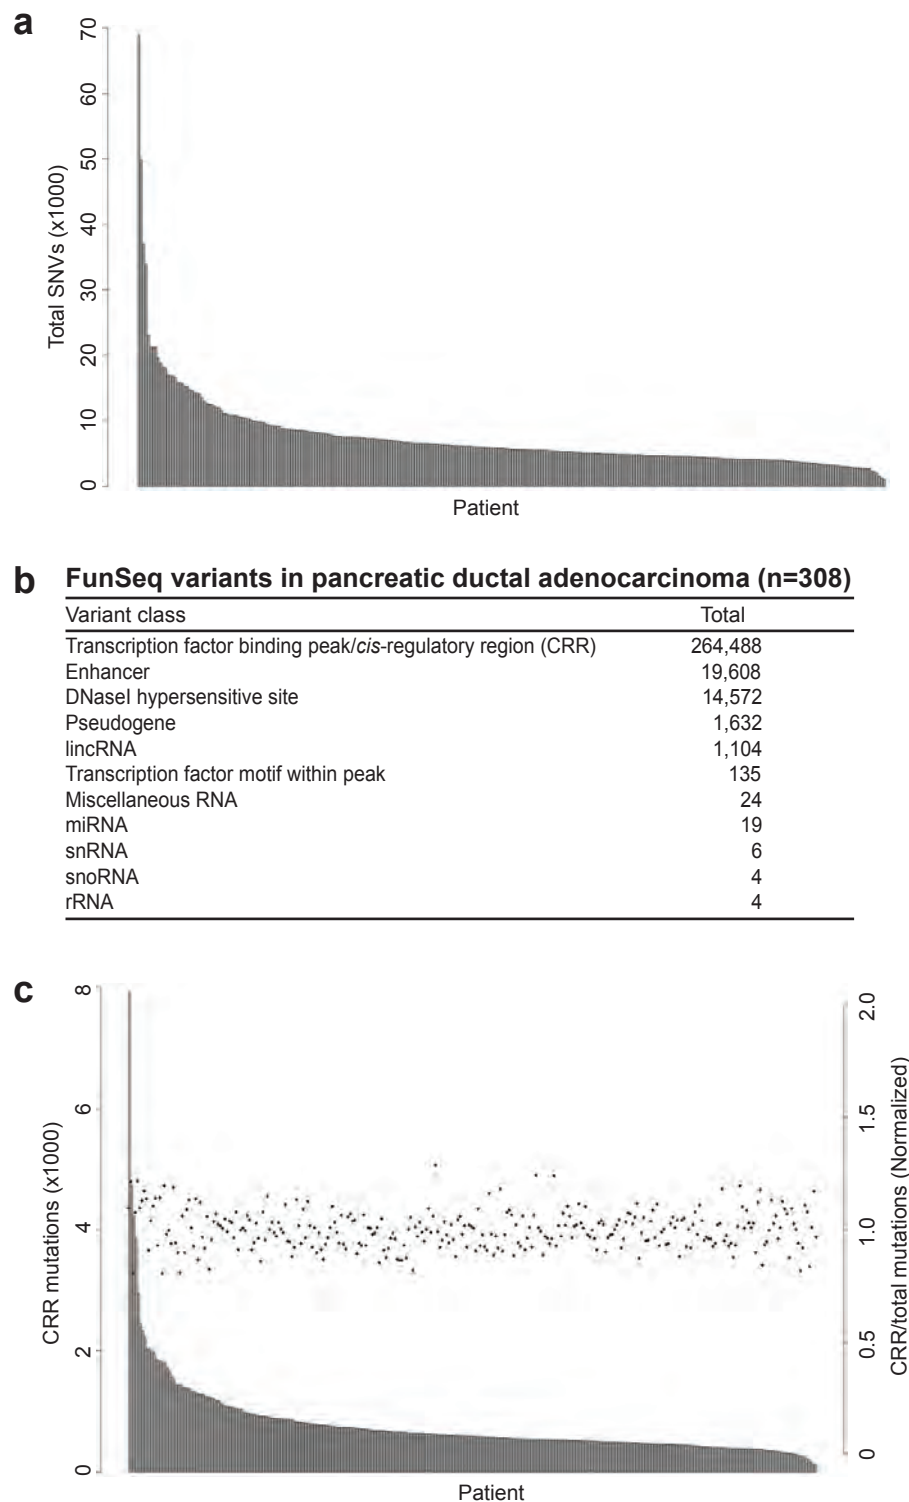 a
70
60
50
40
30
20
10
0
Total SNVs (x1000)
Patient
b FunSeq variants in pancreatic ductal adenocarcinoma (n=308)
Variant class Total
Transcription factor binding peak/cis-regulatory region (CRR) 264,488
Enhancer 19,608
DNaseI hypersensitive site 14,572
Pseudogene 1,632
lincRNA 1,104
Transcription factor motif within peak 135
Miscellaneous RNA 24
miRNA 19
snRNA 6
snoRNA 4
rRNA 4
c
8
6
4
2
0
CRR mutations (x1000)
2.0
1.5
1.0
0.5
0
CRR/total mutations (Normalized)
Patient